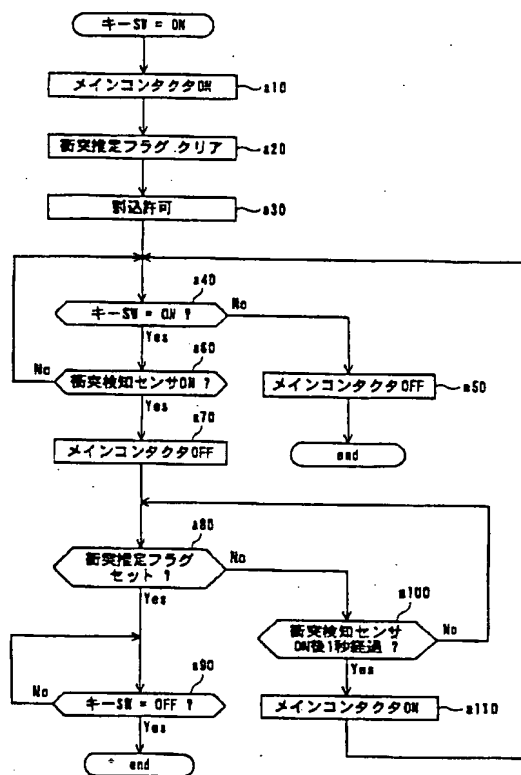 キーSW = ON
メインコンタクタON
a10
衝突推定フラグ クリア
a20
割込許可
a30
a40
キーSW = ON ?
No
Yes
a60
No
衝突検知センサON ?
メインコンタクタOFF
a50
Yes
a70
メインコンタクタOFF
end
a80
衝突推定フラグ
セット ?
No
Yes
a100
衝突検知センサ
ON後1秒経過 ?
No
a90
Yes
No
キーSW = OFF ?
メインコンタクタON
a110
Yes
end